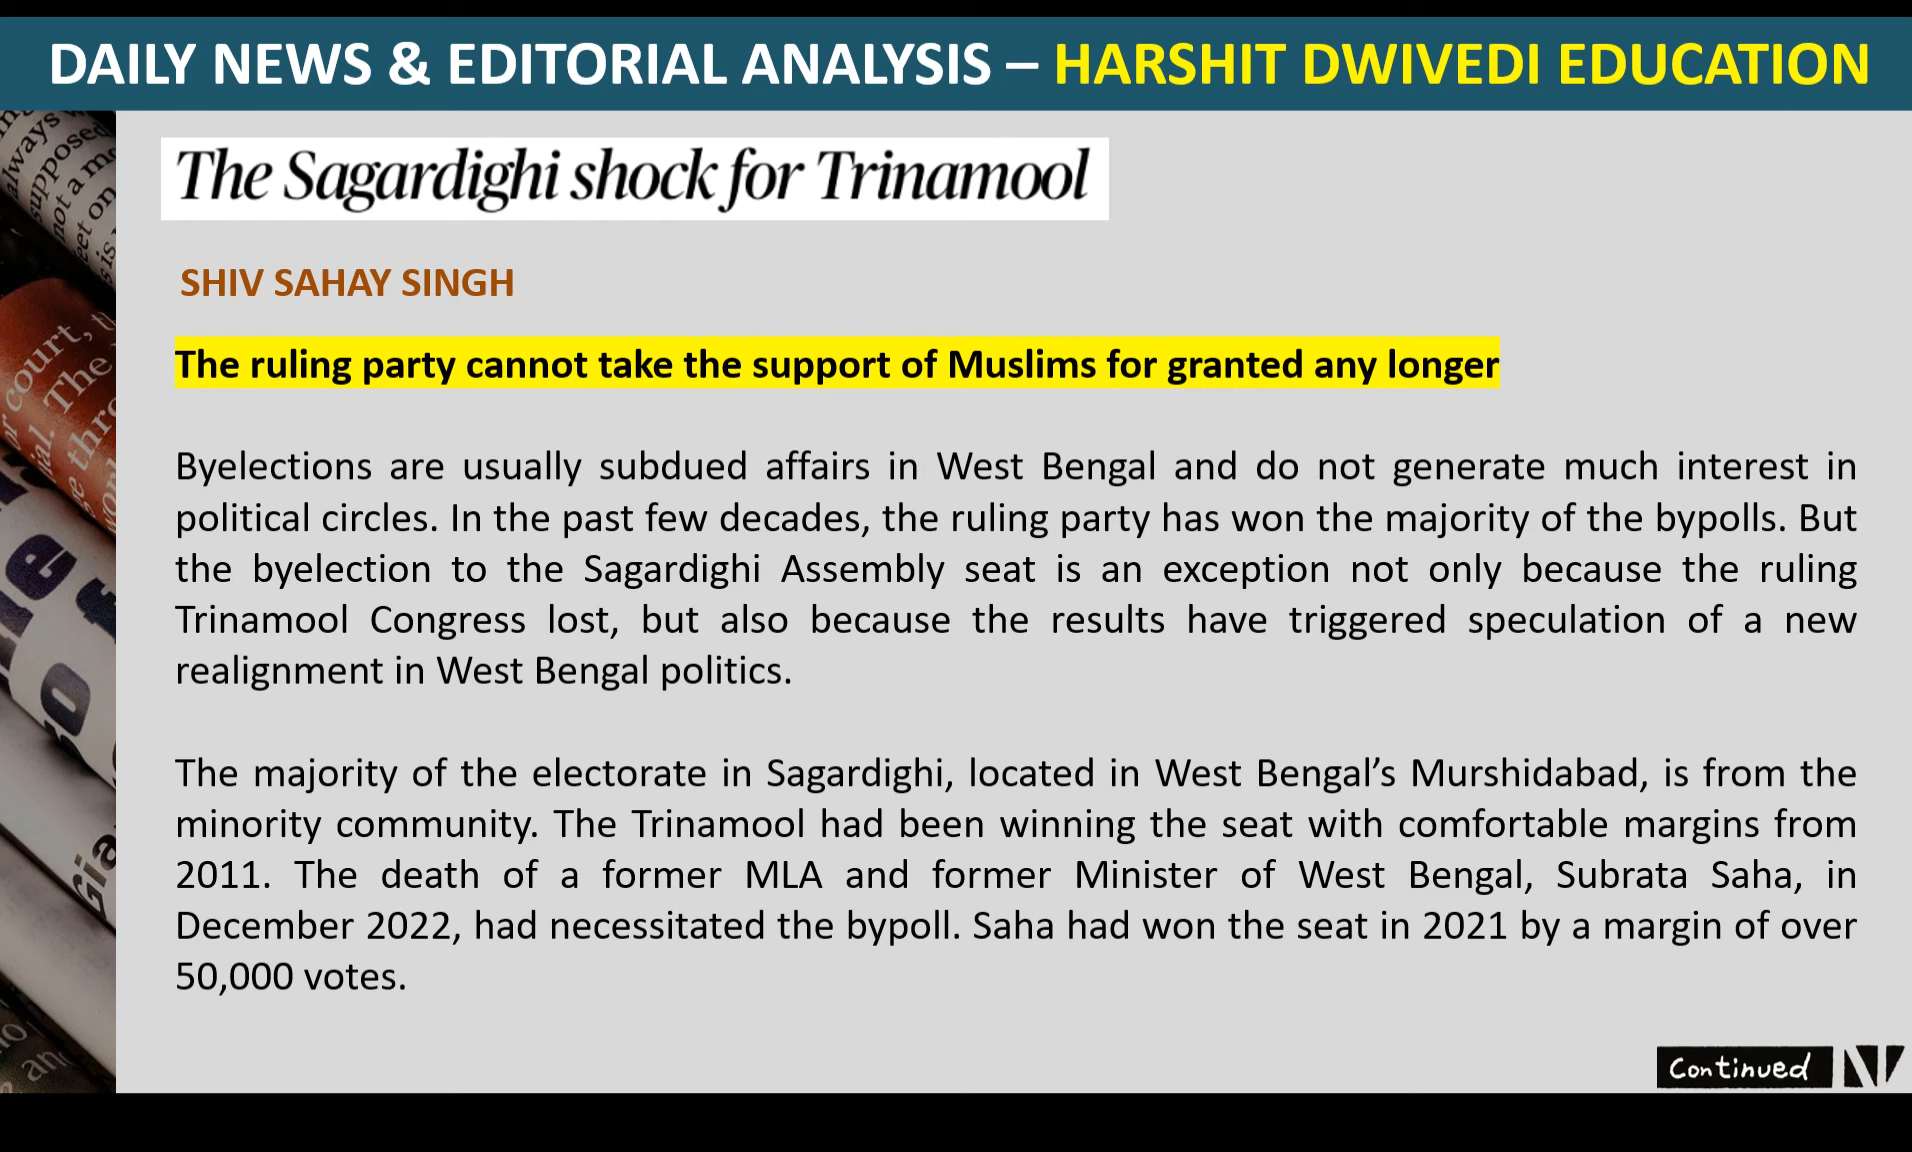 DAILY NEWS & EDITORIAL ANALYSIS – HARSHIT DWIVEDI EDUCATION
The Sagardighi shock for Trinamool
SHIV SAHAY SINGH
The ruling party cannot take the support of Muslims for granted any longer
Byelections are usually subdued affairs in West Bengal and do not generate much interest in
political circles. In the past few decades, the ruling party has won the majority of the bypolls. But
the byelection to the Sagardighi Assembly seat is an exception not only because the ruling
Trinamool Congress lost, but also because the results have triggered speculation of a new
realignment in West Bengal politics.
The majority of the electorate in Sagardighi, located in West Bengal’s Murshidabad, is from the
minority community. The Trinamool had been winning the seat with comfortable margins from
2011. The death of a former MLA and former Minister of West Bengal, Subrata Saha, in
December 2022, had necessitated the bypoll. Saha had won the seat in 2021 by a margin of over
50,000 votes.
Continued